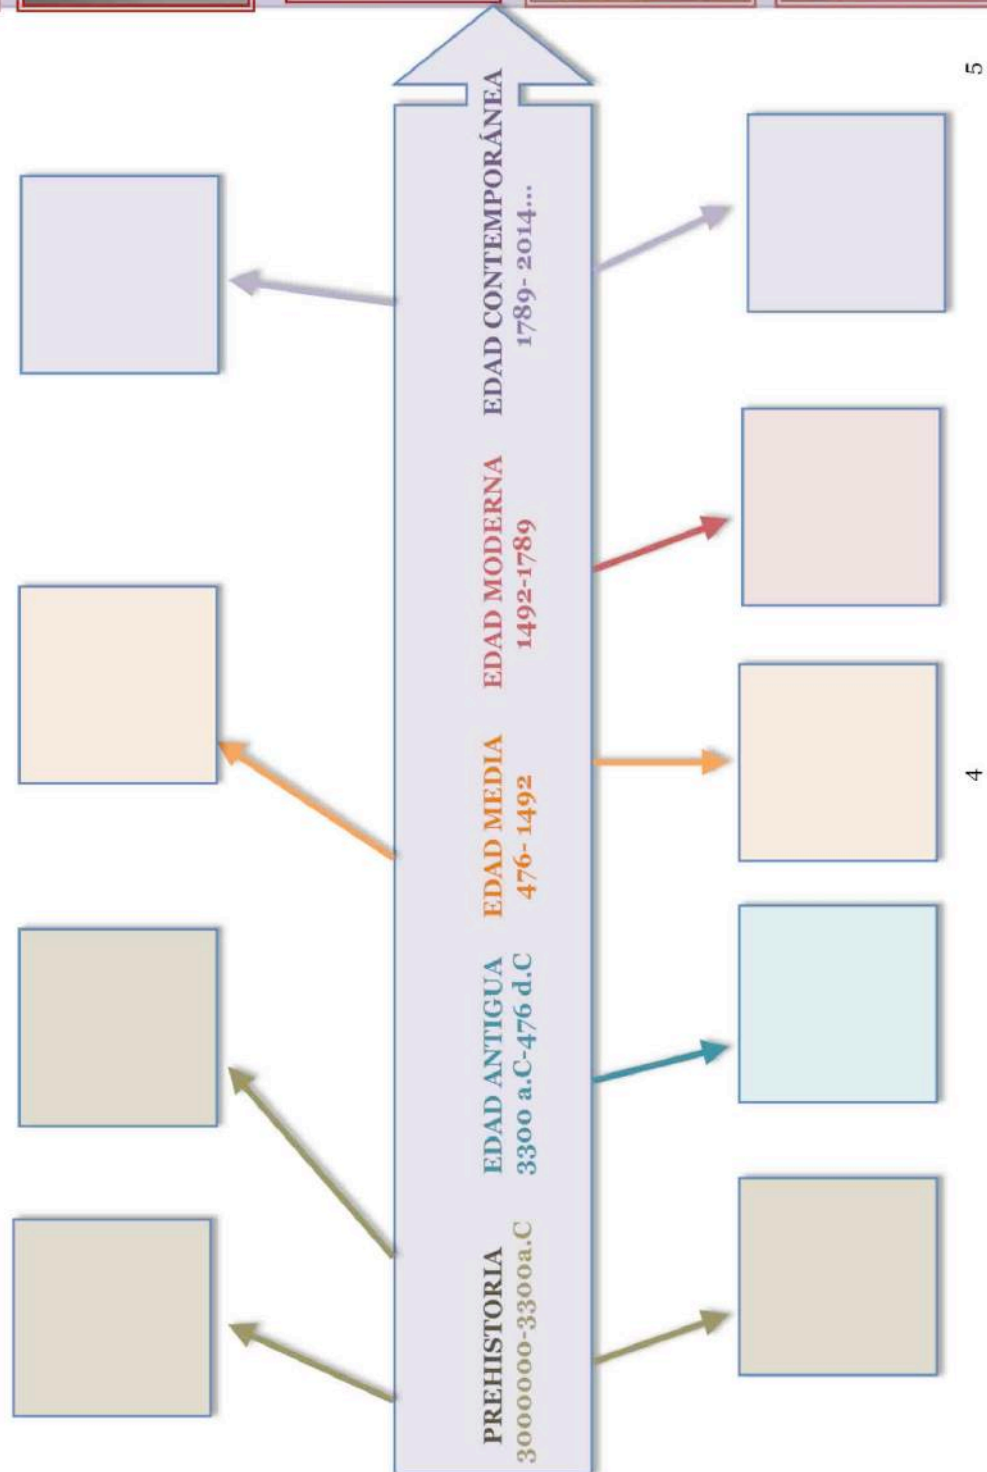 PREHISTORIA
3000000-3300a.C
EDAD ANTIGUA
3300 a.C-476 d.C
EDAD MEDIA
476- 1492
EDAD MODERNA
1492-1789
EDAD CONTEMPORÁNEA
1789- 2014...
4
5